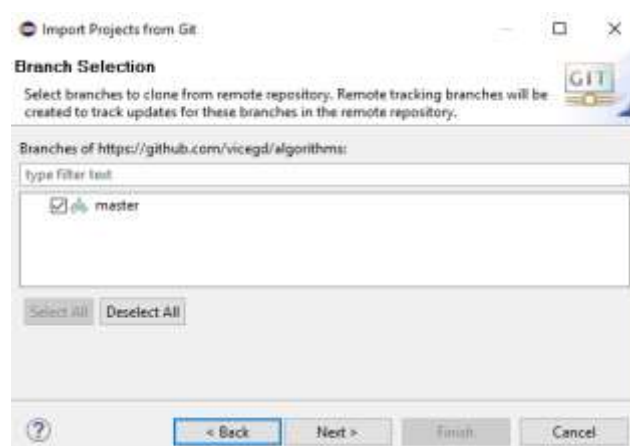 Import Projects from Git
Branch Selection
Select branches to clone from remote repository. Remote tracking branches will be
created to track updates for these branches in the remote repository.
GIT
Branches of https://github.com/vicegd/algorithms:
type filter text
master
Select All Deselect All
?
< Back Next > Finish Cancel